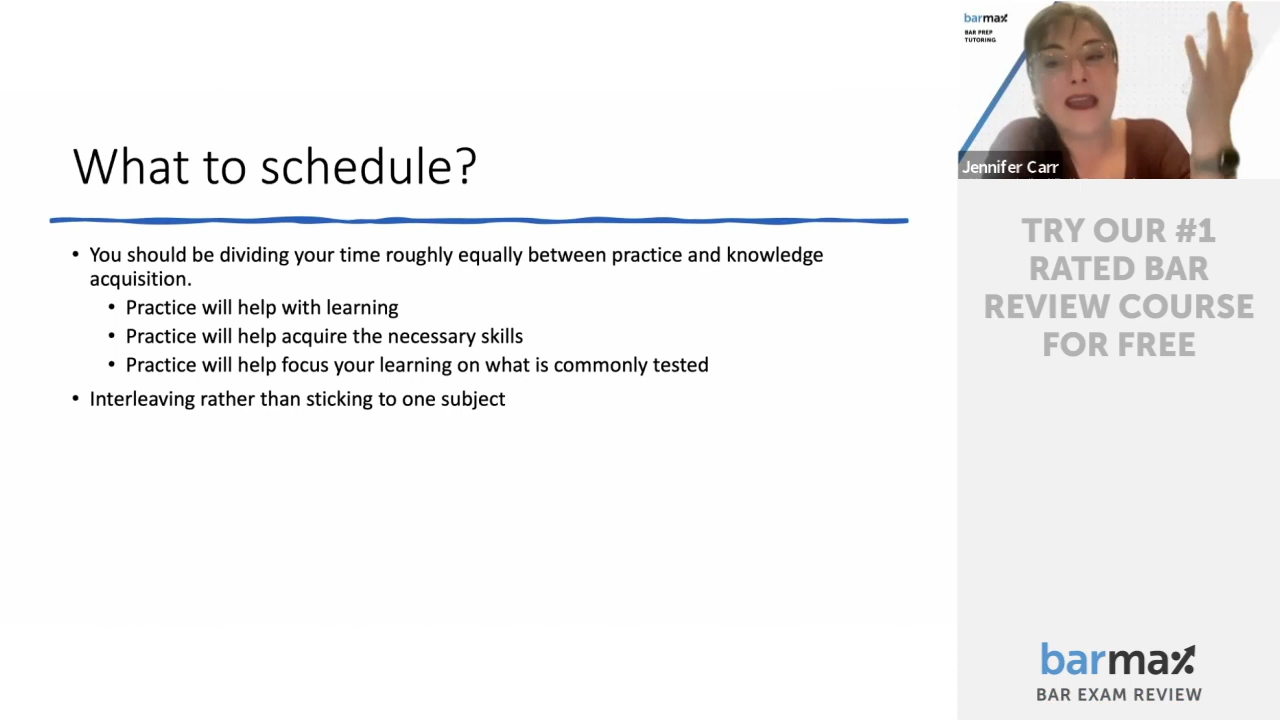 What to schedule?
• You should be dividing your time roughly equally between practice and knowledge
acquisition.
• Practice will help with learning
• Practice will help acquire the necessary skills
• Practice will help focus your learning on what is commonly tested
• Interleaving rather than sticking to one subject
barmax
BAR PREP
TUTORING
Jennifer Carr
TRY OUR #1
RATED BAR
REVIEW COURSE
FOR FREE
barmax
BAR EXAM REVIEW